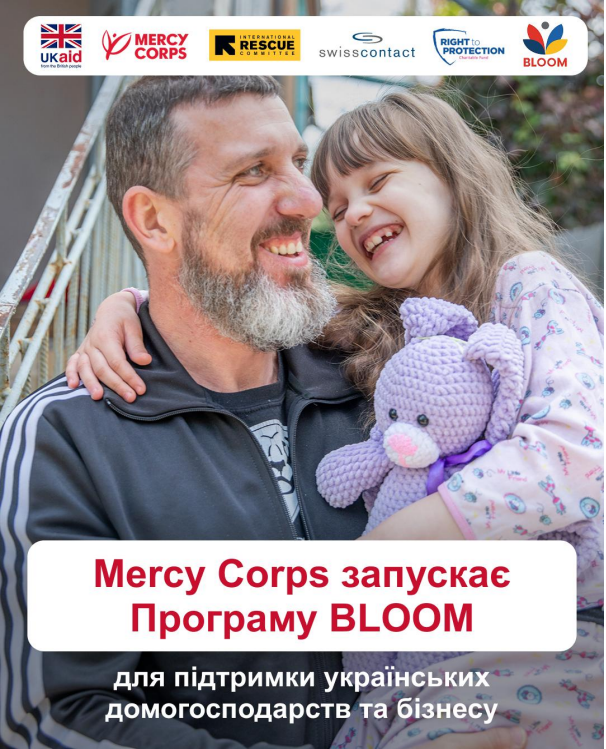 UKaid
from the British people
MERCY
CORPS
INTERNATIONAL
RESCUE
COMMITTEE
swisscontact
RIGHT to
PROTECTION
Charitable Fund
BLOOM
Mercy Corps запускає
Програму BLOOM
для підтримки українських
домогосподарств та бізнесу